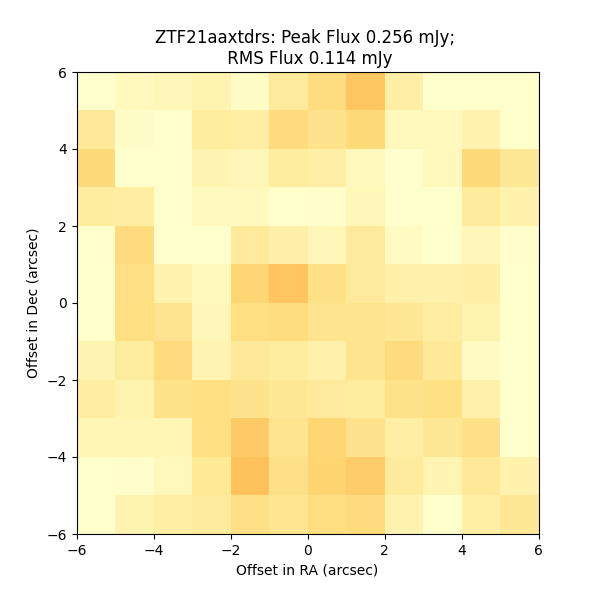 ZTF21aaxtdrs: Peak Flux 0.256 mJy;
RMS Flux 0.114 mJy
6
4
2
0
−2
−4
−6
Offset in Dec (arcsec)
−6 −4 −2 0 2 4 6
Offset in RA (arcsec)